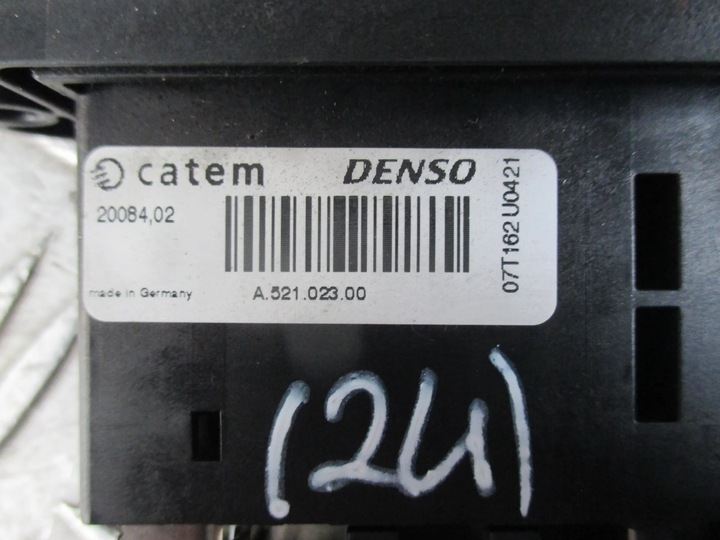 catem DENSO
20084,02
made in Germany
A.521.023.00
07T162 U0421
(24)